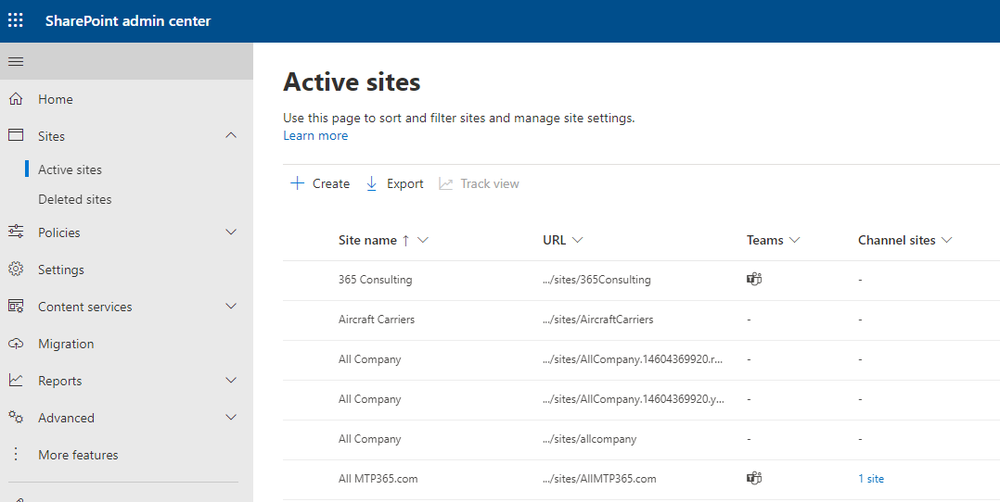 SharePoint admin center
Home
Sites
Active sites
Deleted sites
Policies
Settings
Content services
Migration
Reports
Advanced
More features
Active sites
Use this page to sort and filter sites and manage site settings.
Learn more
Create Export Track view
Site name URL Teams Channel sites
365 Consulting .../sites/365Consulting -
Aircraft Carriers .../sites/AircraftCarriers - -
All Company .../sites/AllCompany.14604369920.r... - -
All Company .../sites/AllCompany.14604369920.y... - -
All Company .../sites/allcompany - -
All MTP365.com .../sites/AllMTP365.com 1 site